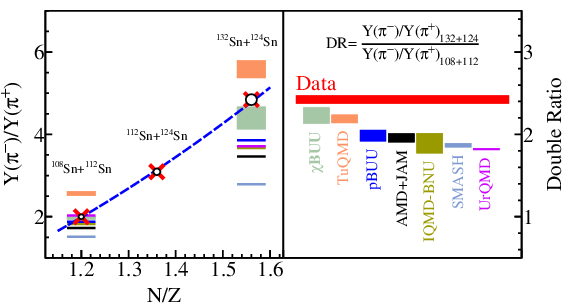 6
4
2
Y(π⁻)/Y(π⁺)
¹³²Sn+¹²⁴Sn
¹¹²Sn+¹²⁴Sn
¹⁰⁸Sn+¹¹²Sn
1.2 1.3 1.4 1.5 1.6
N/Z
DR= Y(π⁻)/Y(π⁺)₁₃₂₊₁₂₄
Y(π⁻)/Y(π⁺)₁₀₈₊₁₁₂
Data
χBUU
TuQMD
pBUU
AMD+JAM
IQMD-BNU
SMASH
UrQMD
3
2
1
Double Ratio